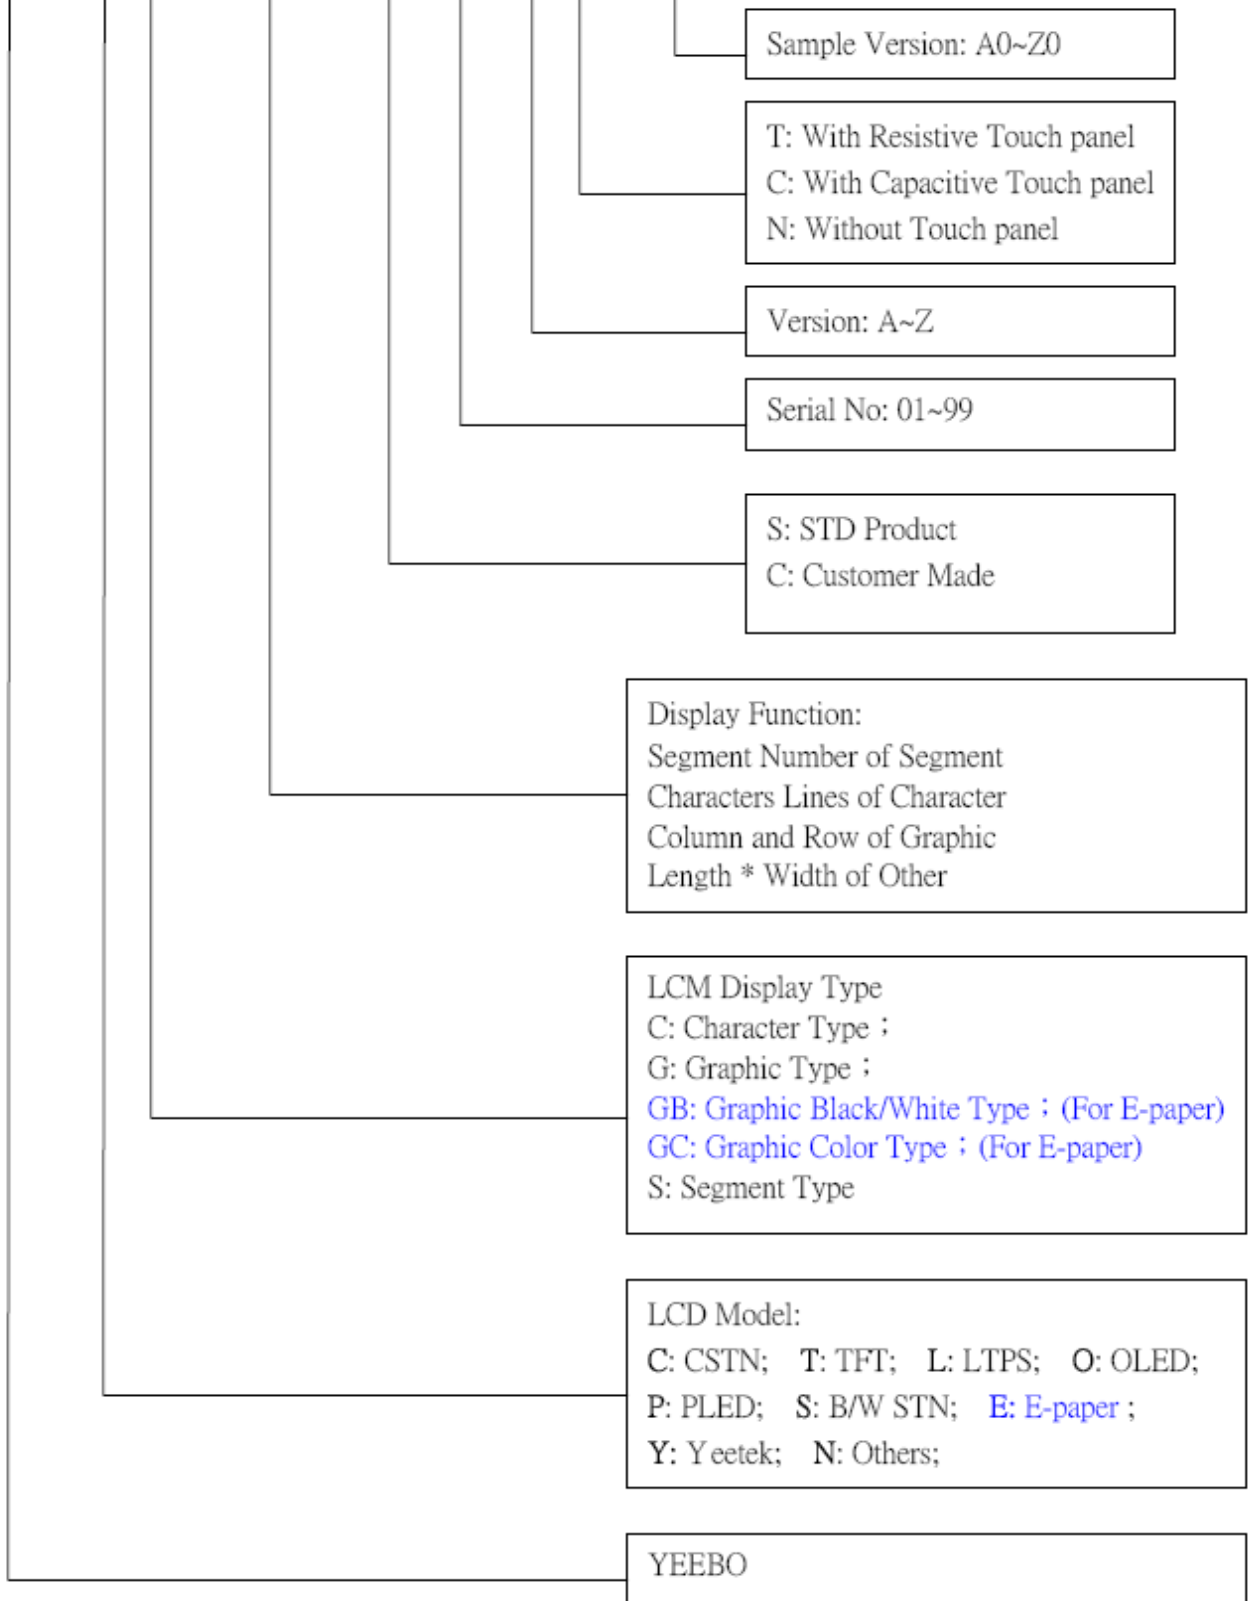 Sample Version: A0~Z0
T: With Resistive Touch panel
C: With Capacitive Touch panel
N: Without Touch panel
Version: A~Z
Serial No: 01~99
S: STD Product
C: Customer Made
Display Function:
Segment Number of Segment
Characters Lines of Character
Column and Row of Graphic
Length * Width of Other
LCM Display Type
C: Character Type；
G: Graphic Type；
GB: Graphic Black/White Type；(For E-paper)
GC: Graphic Color Type；(For E-paper)
S: Segment Type
LCD Model:
C: CSTN; T: TFT; L: LTPS; O: OLED;
P: PLED; S: B/W STN; E: E-paper ;
Y: Yeetek; N: Others;
YEEBO